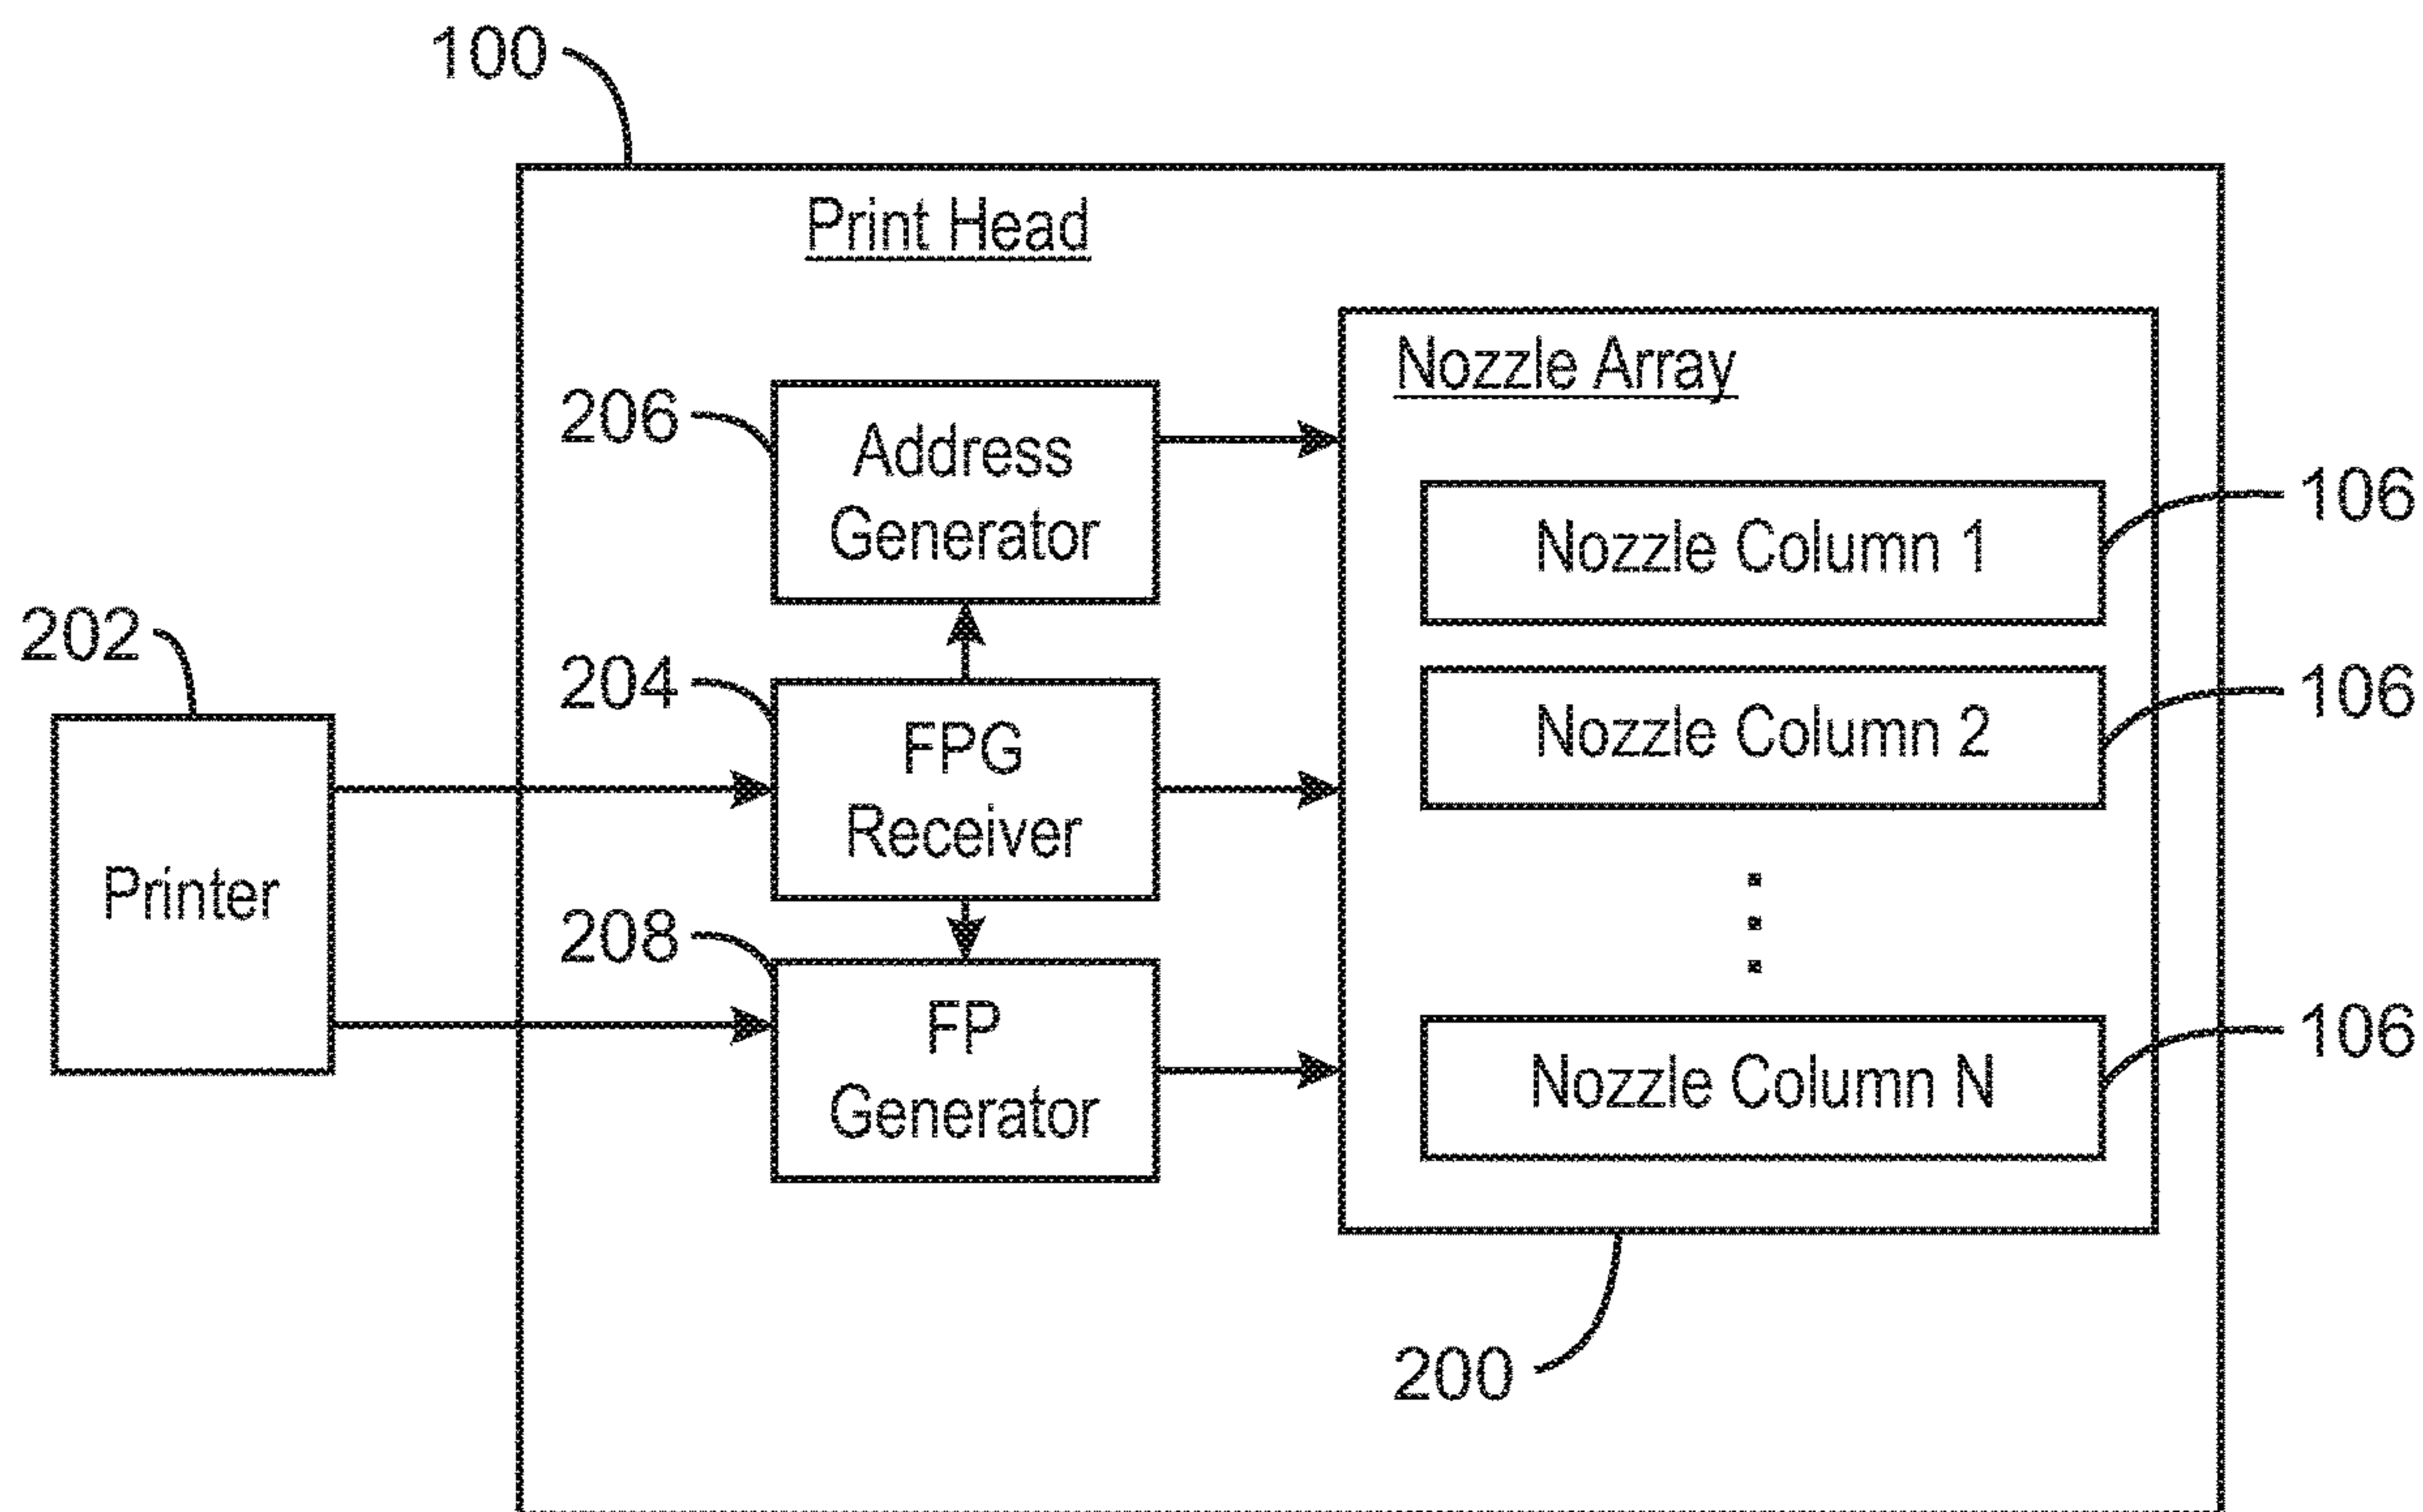 100
Print Head
Nozzle Array
206
Address
Generator
106
Nozzle Column 1
202
204
FPG
Receiver
106
Nozzle Column 2
Printer
208
FP
Generator
106
Nozzle Column N
200